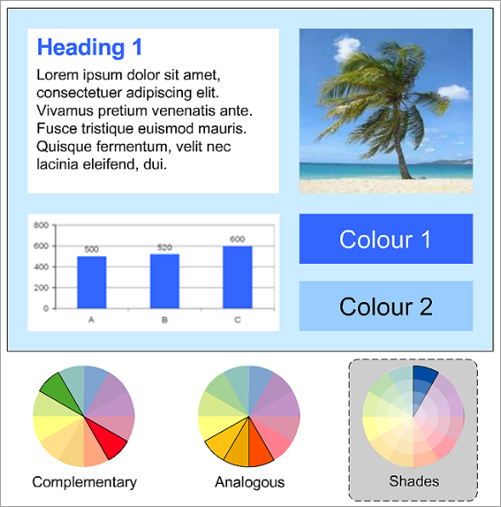 Heading 1
Lorem ipsum dolor sit amet,
consectetuer adipiscing elit.
Vivamus pretium venenatis ante.
Fusce tristique euismod mauris.
Quisque fermentum, velit nec
lacinia eleifend, dui.
800
600
400
200
0
500
520
600
A
B
C
Colour 1
Colour 2
Complementary
Analogous
Shades